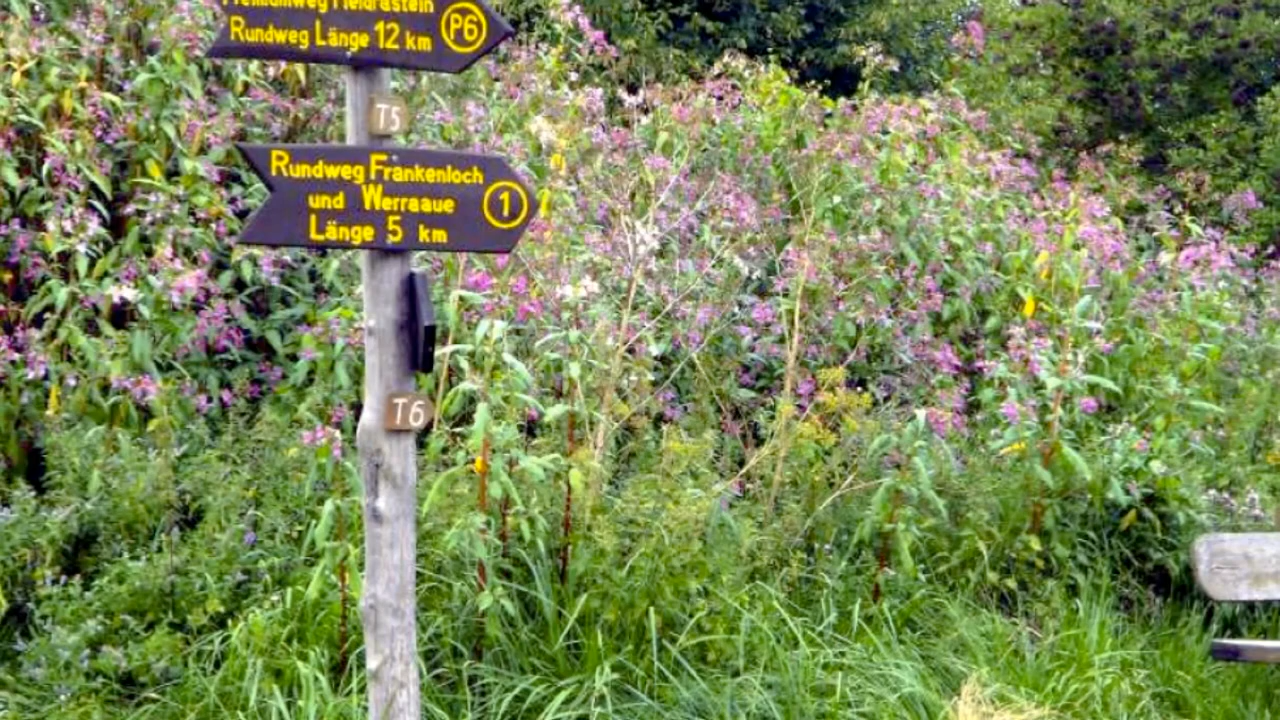 Rundweg Länge 12 km P6
T5
Rundweg Frankenloch
und Werraaue 1
Länge 5 km
T6